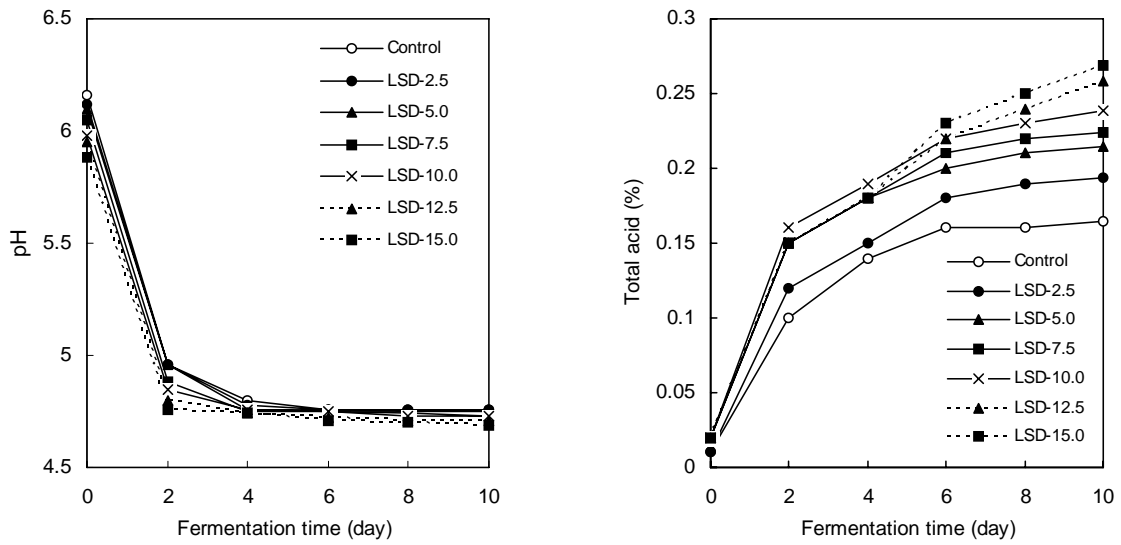 6.5
6
5.5
5
4.5
pH
0
2
4
6
8
10
Fermentation time (day)
Control
LSD-2.5
LSD-5.0
LSD-7.5
LSD-10.0
LSD-12.5
LSD-15.0
0.3
0.25
0.2
0.15
0.1
0.05
0
Total acid (%)
0
2
4
6
8
10
Fermentation time (day)
Control
LSD-2.5
LSD-5.0
LSD-7.5
LSD-10.0
LSD-12.5
LSD-15.0